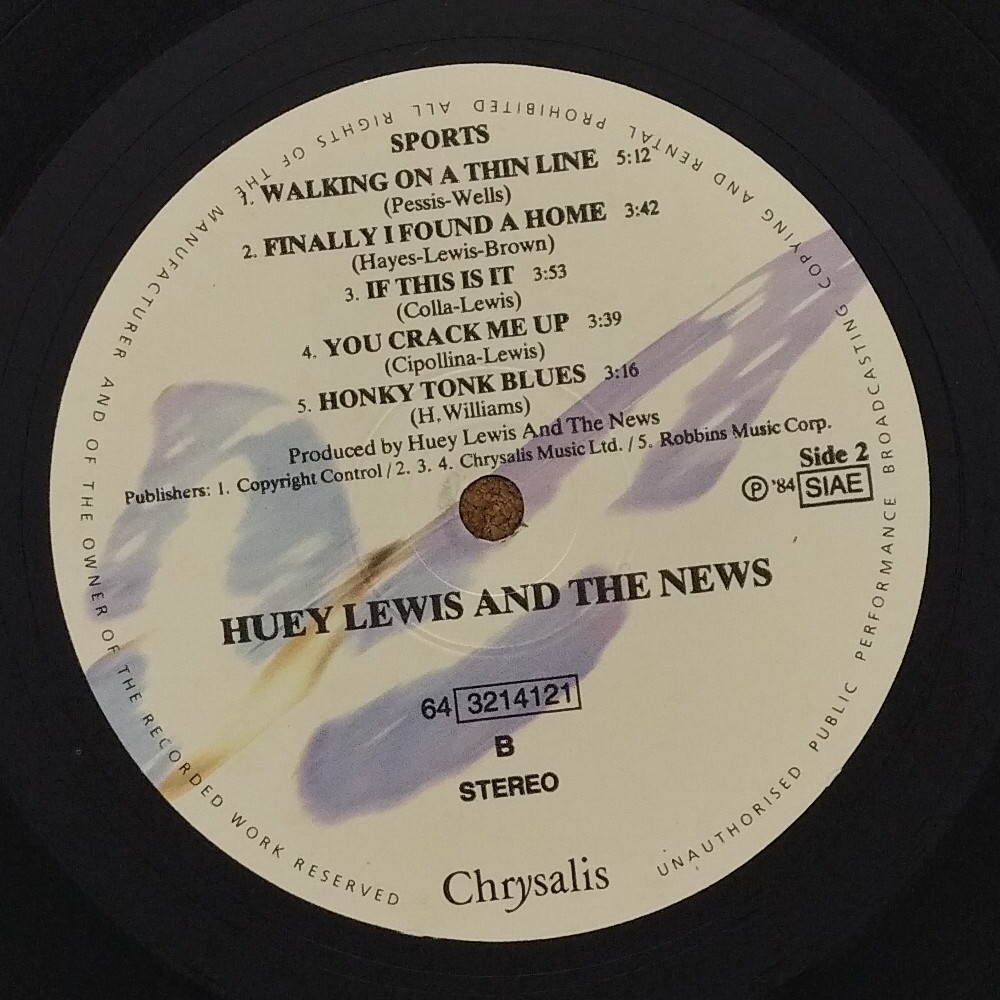 SPORTS
1. WALKING ON A THIN LINE 5:12
(Pessis-Wells)
2. FINALLY I FOUND A HOME 3:42
(Hayes-Lewis-Brown)
3. IF THIS IS IT 3:53
(Colla-Lewis)
4. YOU CRACK ME UP 3:39
(Cipollina-Lewis)
5. HONKY TONK BLUES 3:16
(H. Williams)
Produced by Huey Lewis And The News
Publishers: 1. Copyright Control / 2. 3. 4. Chrysalis Music Ltd. / 5. Robbins Music Corp.
Side 2
Ⓟ '84 SIAE
HUEY LEWIS AND THE NEWS
64 3214121
B
STEREO
Chrysalis
UNAUTHORISED PUBLIC PERFORMANCE BROADCASTING COPYING AND RENTAL PROHIBITED ALL RIGHTS OF THE MANUFACTURER AND OF THE OWNER OF THE RECORDED WORK RESERVED